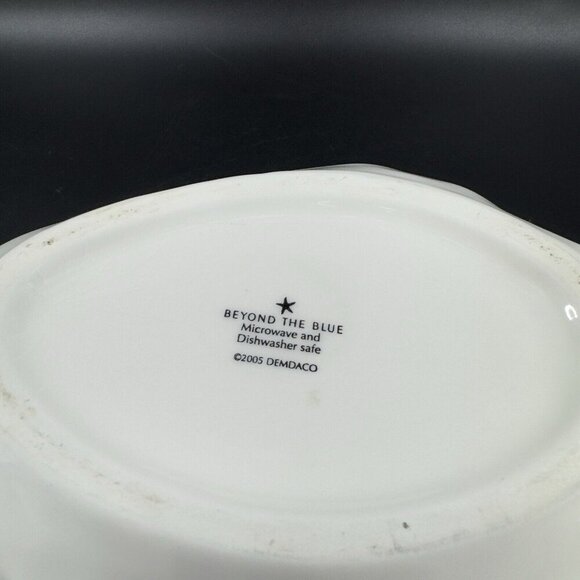 BEYOND THE BLUE
Microwave and
Dishwasher safe
©2005 DEMDACO